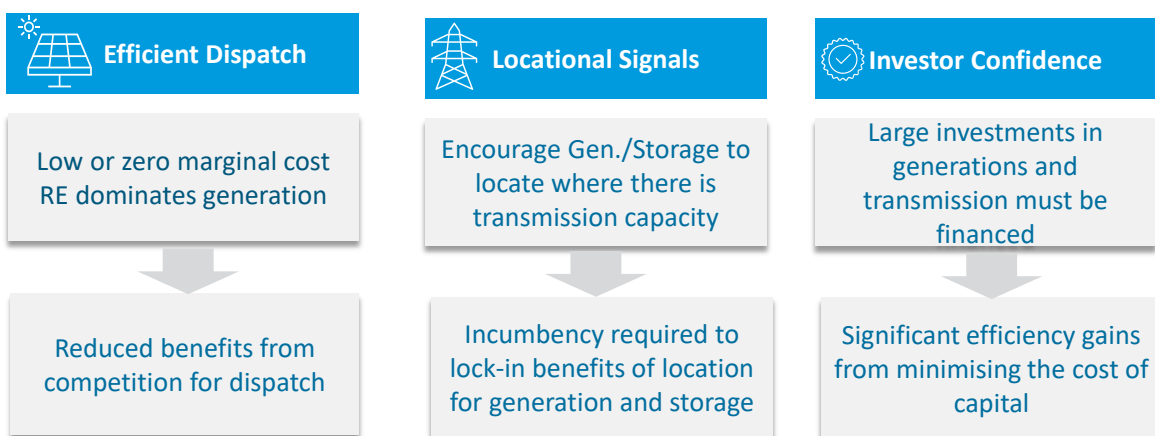 Efficient Dispatch
Low or zero marginal cost
RE dominates generation
Reduced benefits from
competition for dispatch
Locational Signals
Encourage Gen./Storage to
locate where there is
transmission capacity
Incumbency required to
lock-in benefits of location
for generation and storage
Investor Confidence
Large investments in
generations and
transmission must be
financed
Significant efficiency gains
from minimising the cost of
capital